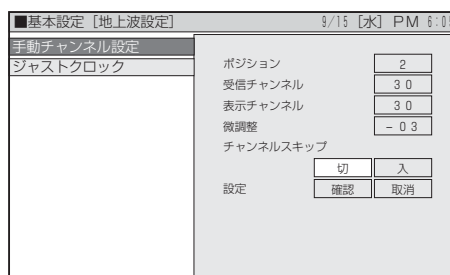 ■基本設定［地上波設定］ 9/15［水］PM 6:05
手動チャンネル設定
ジャストクロック
ポジション 2
受信チャンネル 30
表示チャンネル 30
微調整 －03
チャンネルスキップ
切 入
設定 確認 取消